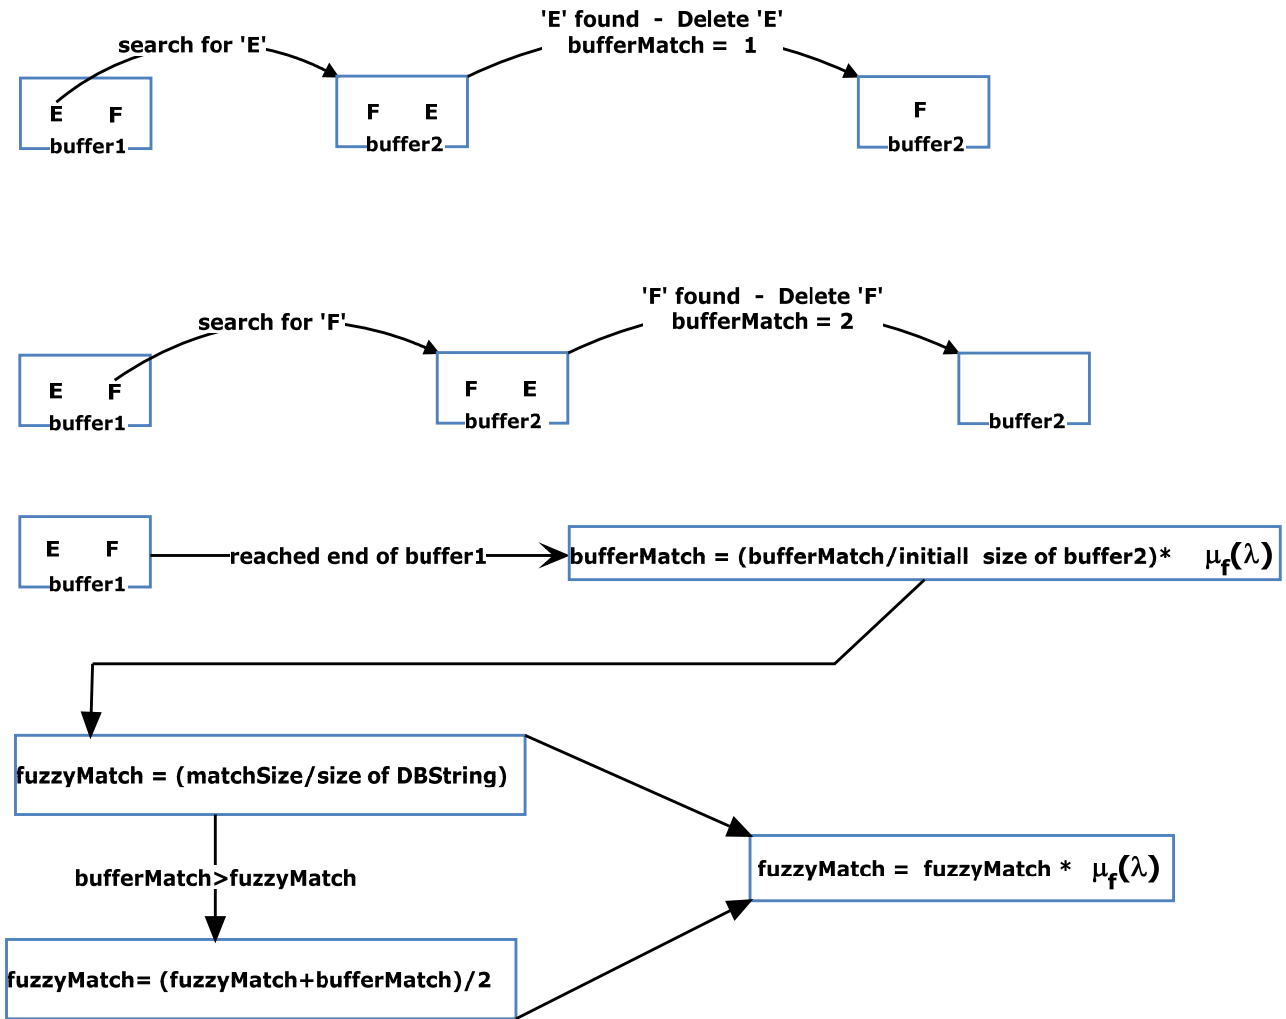 'E' found - Delete 'E'
bufferMatch = 1
search for 'E'
E F
buffer1
F E
buffer2
F
buffer2
'F' found - Delete 'F'
bufferMatch = 2
search for 'F'
E F
buffer1
F E
buffer2
buffer2
E F
buffer1
reached end of buffer1
bufferMatch = (bufferMatch/initiall size of buffer2)* μf(λ)
fuzzyMatch = (matchSize/size of DBString)
bufferMatch>fuzzyMatch
fuzzyMatch = fuzzyMatch * μf(λ)
fuzzyMatch= (fuzzyMatch+bufferMatch)/2